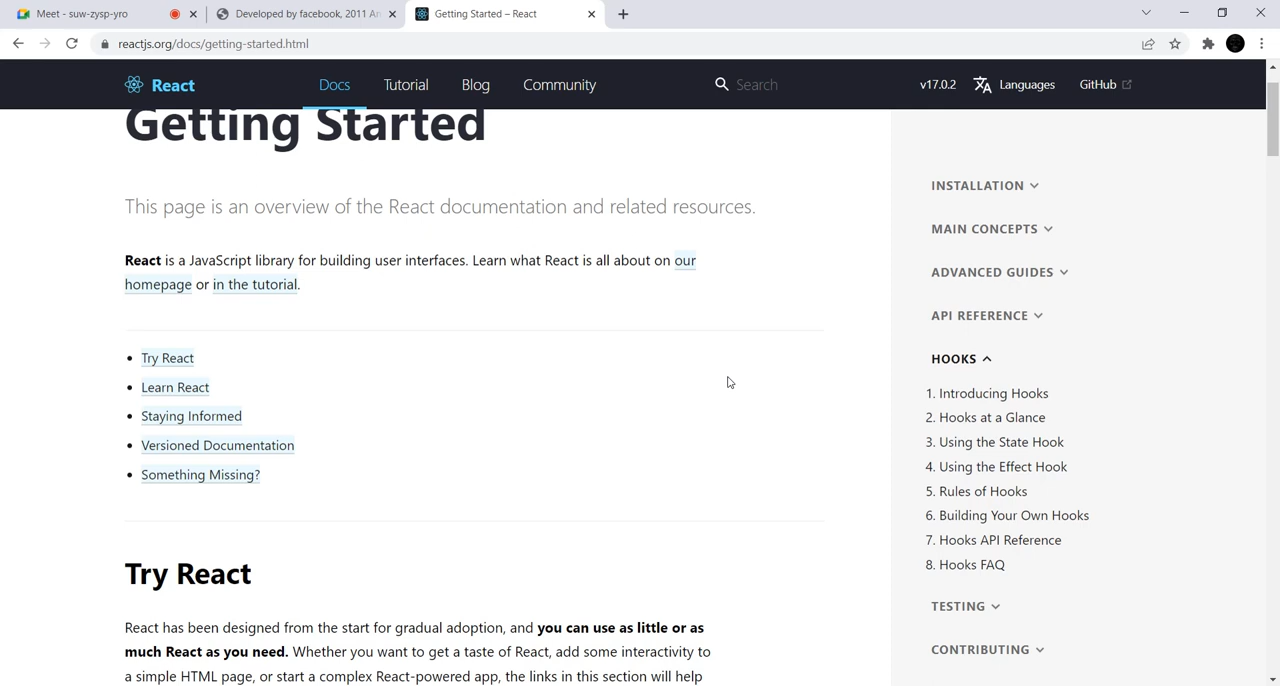 Meet - suw-zysp-yro
Developed by facebook, 2011 An
Getting Started – React
reactjs.org/docs/getting-started.html
React
Docs
Tutorial
Blog
Community
Search
v17.0.2
Languages
GitHub
Getting Started
This page is an overview of the React documentation and related resources.
React is a JavaScript library for building user interfaces. Learn what React is all about on our
homepage or in the tutorial.
Try React
Learn React
Staying Informed
Versioned Documentation
Something Missing?
Try React
React has been designed from the start for gradual adoption, and you can use as little or as
much React as you need. Whether you want to get a taste of React, add some interactivity to
a simple HTML page, or start a complex React-powered app, the links in this section will help
INSTALLATION
MAIN CONCEPTS
ADVANCED GUIDES
API REFERENCE
HOOKS
1. Introducing Hooks
2. Hooks at a Glance
3. Using the State Hook
4. Using the Effect Hook
5. Rules of Hooks
6. Building Your Own Hooks
7. Hooks API Reference
8. Hooks FAQ
TESTING
CONTRIBUTING